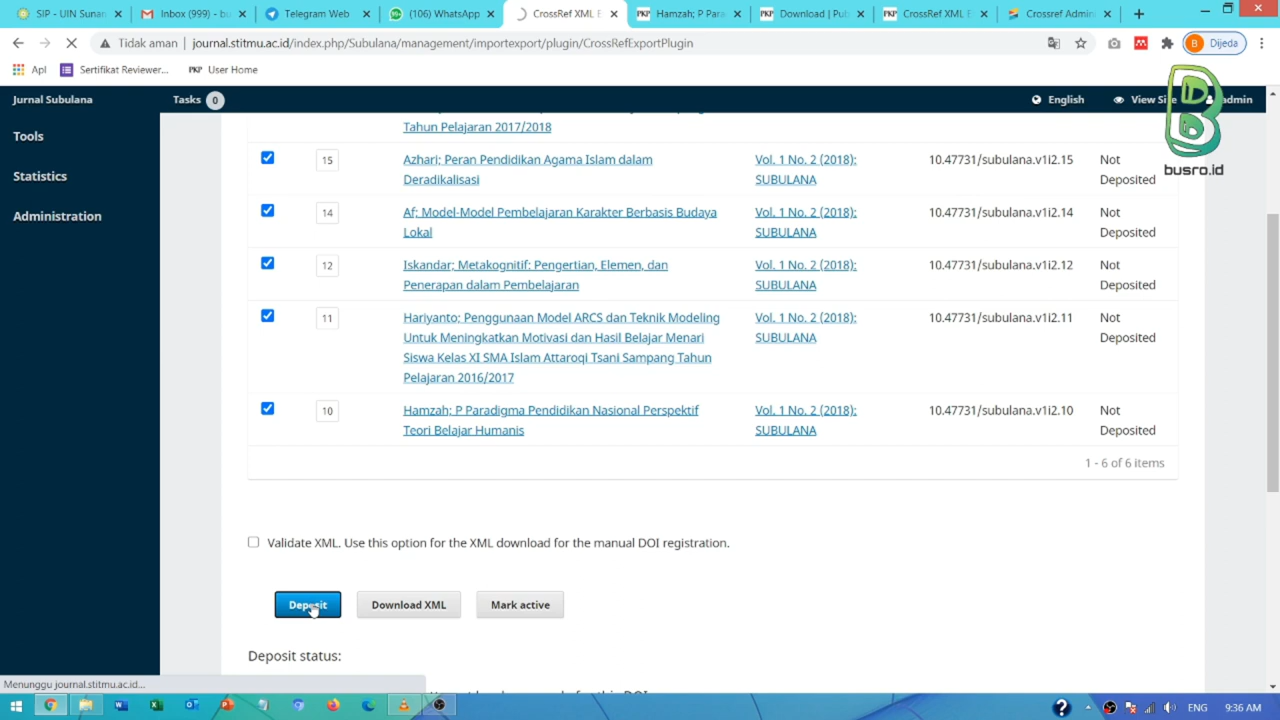 SIP - UIN Sunan
Inbox (999) - bu
Telegram Web
(106) WhatsApp
CrossRef XML E
Hamzah; P Para
Download | Pub
CrossRef XML E
Crossref Admin
Tidak aman | journal.stitmu.ac.id/index.php/Subulana/management/importexport/plugin/CrossRefExportPlugin
B Dijeda
Apl
Sertifikat Reviewer...
PKP User Home
Jurnal Subulana
Tasks 0
English
View Site
admin
busro.id
Tools
Statistics
Administration
Tahun Pelajaran 2017/2018
15 Azhari; Peran Pendidikan Agama Islam dalam Vol. 1 No. 2 (2018): 10.47731/subulana.v1i2.15 Not
Deradikalisasi SUBULANA Deposited
14 Af; Model-Model Pembelajaran Karakter Berbasis Budaya Vol. 1 No. 2 (2018): 10.47731/subulana.v1i2.14 Not
Lokal SUBULANA Deposited
12 Iskandar; Metakognitif: Pengertian, Elemen, dan Vol. 1 No. 2 (2018): 10.47731/subulana.v1i2.12 Not
Penerapan dalam Pembelajaran SUBULANA Deposited
11 Hariyanto; Penggunaan Model ARCS dan Teknik Modeling Vol. 1 No. 2 (2018): 10.47731/subulana.v1i2.11 Not
Untuk Meningkatkan Motivasi dan Hasil Belajar Menari SUBULANA Deposited
Siswa Kelas XI SMA Islam Attaroqi Tsani Sampang Tahun
Pelajaran 2016/2017
10 Hamzah; P Paradigma Pendidikan Nasional Perspektif Vol. 1 No. 2 (2018): 10.47731/subulana.v1i2.10 Not
Teori Belajar Humanis SUBULANA Deposited
1 - 6 of 6 items
Validate XML. Use this option for the XML download for the manual DOI registration.
Deposit
Download XML
Mark active
Deposit status:
Menunggu journal.stitmu.ac.id...
ENG
9:36 AM